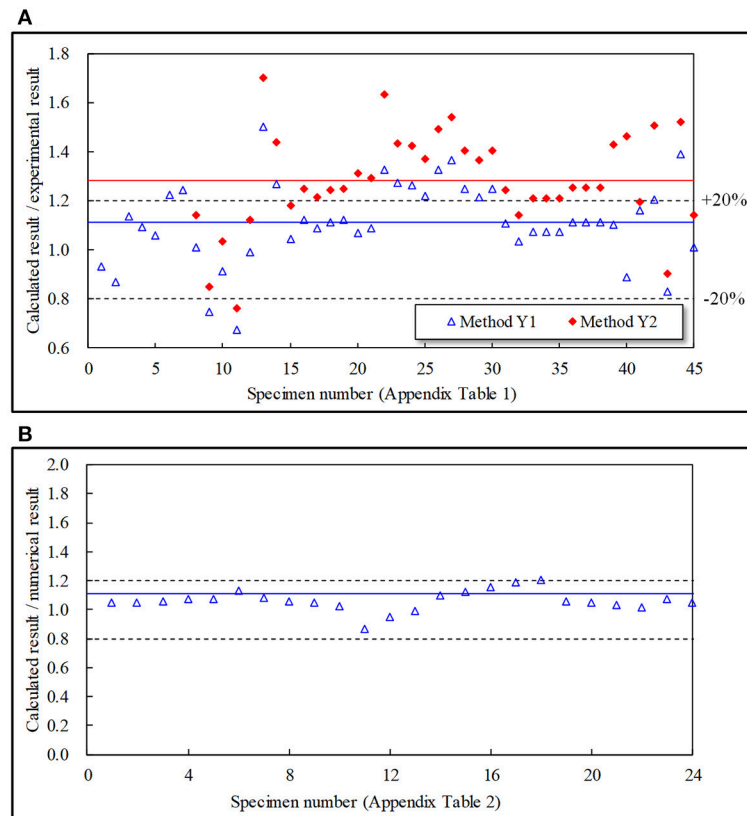 A
Calculated result / experimental result
1.8
1.6
1.4
1.2
1.0
0.8
0.6
+20%
-20%
Method Y1
Method Y2
0 5 10 15 20 25 30 35 40 45
Specimen number (Appendix Table 1)
B
Calculated result / numerical result
2.0
1.8
1.6
1.4
1.2
1.0
0.8
0.6
0.4
0.2
0.0
0 4 8 12 16 20 24
Specimen number (Appendix Table 2)